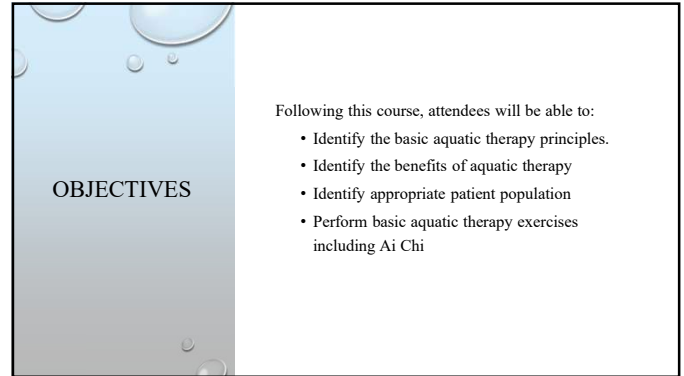 OBJECTIVES
Following this course, attendees will be able to:
• Identify the basic aquatic therapy principles.
• Identify the benefits of aquatic therapy
• Identify appropriate patient population
• Perform basic aquatic therapy exercises
including Ai Chi